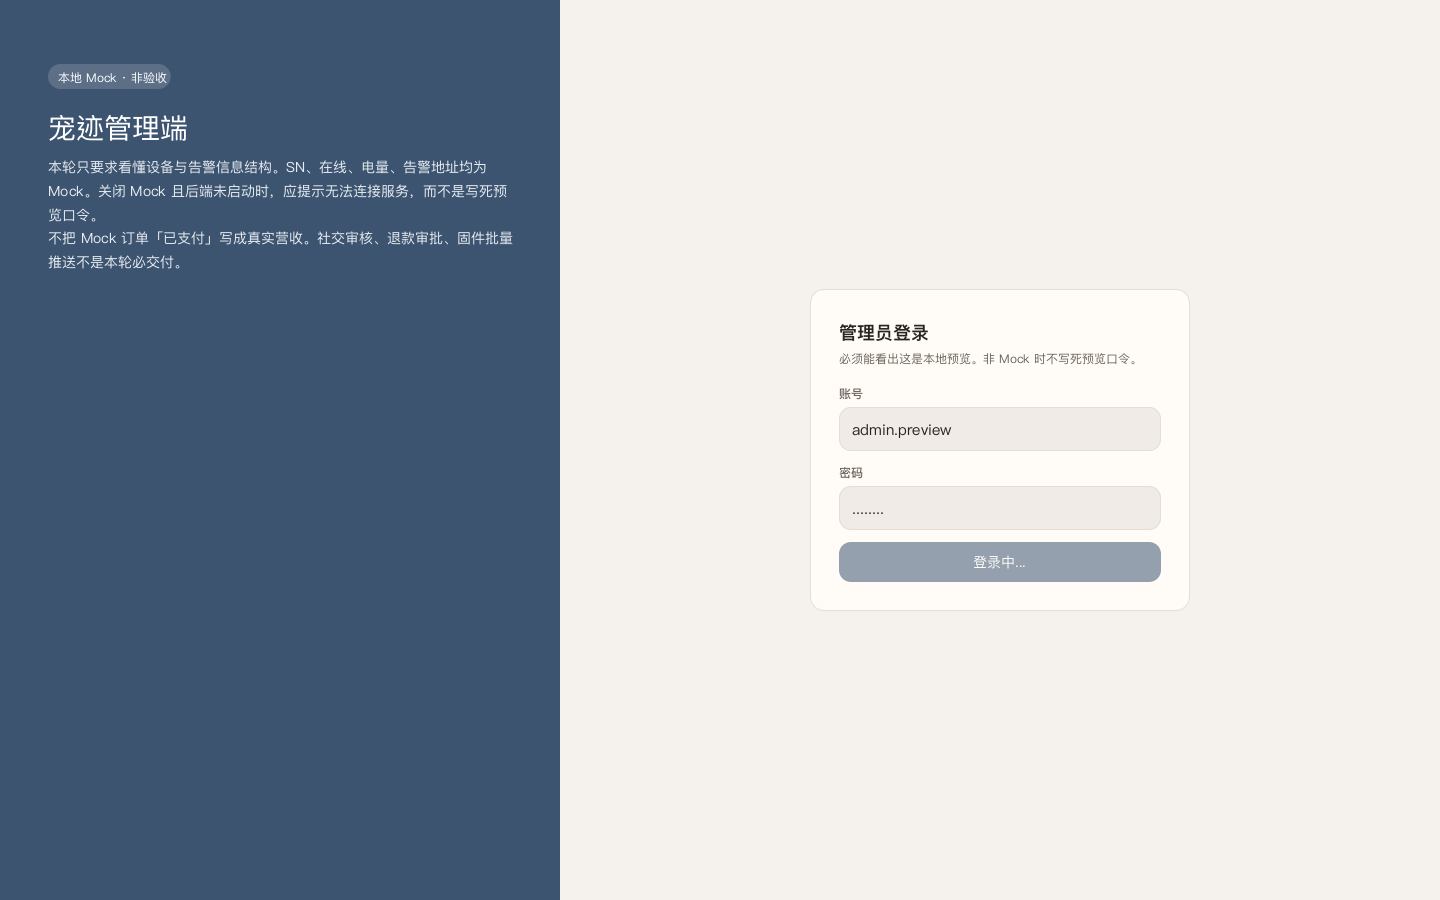 本地 Mock · 非验收
宠迹管理端
本轮只要求看懂设备与告警信息结构。SN、在线、电量、告警地址均为
Mock。关闭 Mock 且后端未启动时，应提示无法连接服务，而不是写死预
览口令。
不把 Mock 订单「已支付」写成真实营收。社交审核、退款审批、固件批量
推送不是本轮必交付。
管理员登录
必须能看出这是本地预览。非 Mock 时不写死预览口令。
账号
admin.preview
密码
........
登录中...